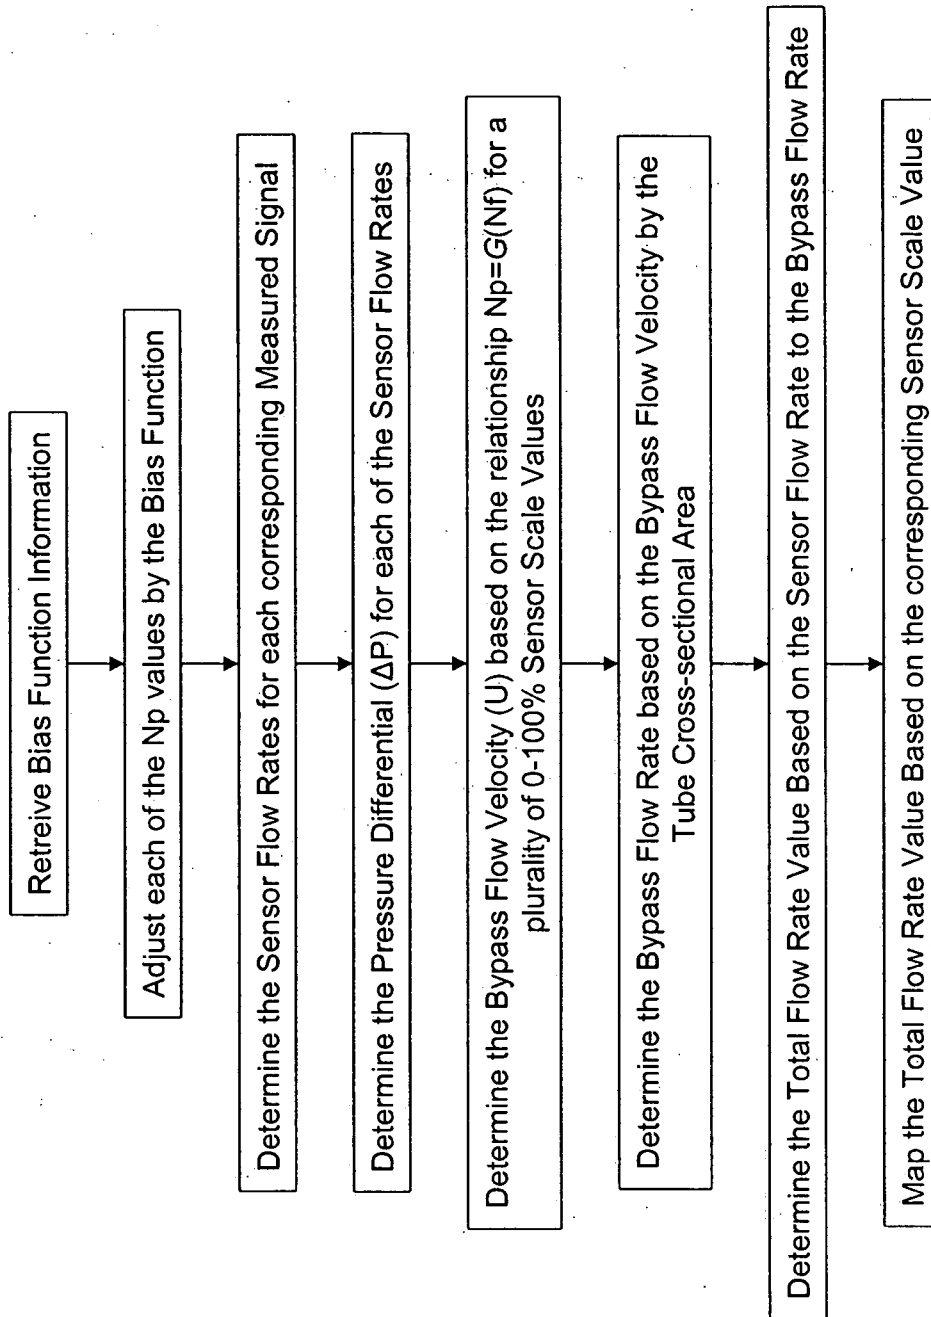 Retreive Bias Function Information
Adjust each of the Np values by the Bias Function
Determine the Sensor Flow Rates for each corresponding Measured Signal
Determine the Pressure Differential (ΔP) for each of the Sensor Flow Rates
Determine the Bypass Flow Velocity (U) based on the relationship Np=G(Nf) for a
plurality of 0-100% Sensor Scale Values
Determine the Bypass Flow Rate based on the Bypass Flow Velocity by the
Tube Cross-sectional Area
Determine the Total Flow Rate Value Based on the Sensor Flow Rate to the Bypass Flow Rate
Map the Total Flow Rate Value Based on the corresponding Sensor Scale Value